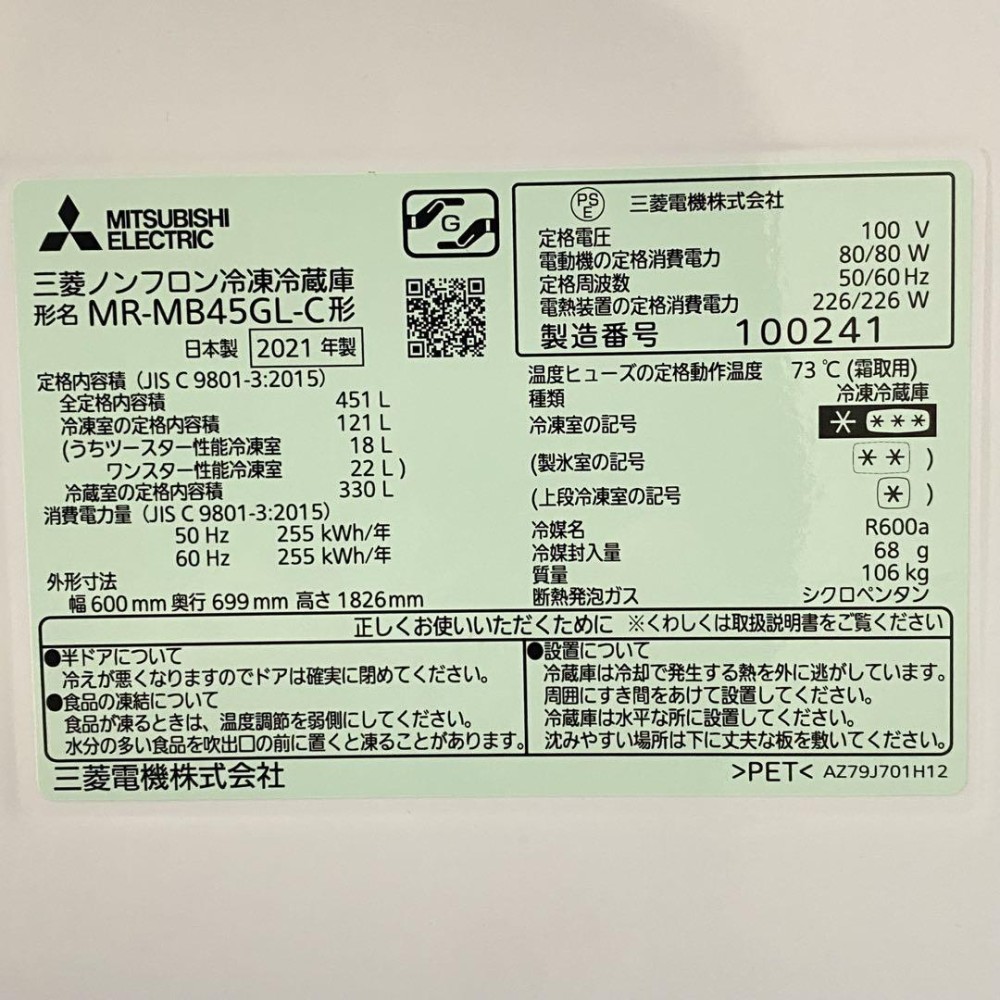 MITSUBISHI
ELECTRIC
G
三菱ノンフロン冷凍冷蔵庫
形名 MR-MB45GL-C形
日本製 2021 年製
定格内容積（JIS C 9801-3:2015）
全定格内容積 451 L
冷凍室の定格内容積 121 L
(うちツースター性能冷凍室 18 L
ワンスター性能冷凍室 22 L )
冷蔵室の定格内容積 330 L
消費電力量（JIS C 9801-3:2015）
50 Hz 255 kWh/年
60 Hz 255 kWh/年
外形寸法
幅 600 mm 奥行 699 mm 高さ 1826mm
PSE 三菱電機株式会社
定格電圧 100 V
電動機の定格消費電力 80/80 W
定格周波数 50/60 Hz
電熱装置の定格消費電力 226/226 W
製造番号 100241
温度ヒューズの定格動作温度 73 ℃ (霜取用)
種類 冷凍冷蔵庫
冷凍室の記号 * ***
(製氷室の記号 ** )
(上段冷凍室の記号 * )
冷媒名 R600a
冷媒封入量 68 g
質量 106 kg
断熱発泡ガス シクロペンタン
正しくお使いいただくために ※くわしくは取扱説明書をご覧ください
●半ドアについて
冷えが悪くなりますのでドアは確実に閉めてください。
●食品の凍結について
食品が凍るときは、温度調節を弱側にしてください。
水分の多い食品を吹出口の前に置くと凍ることがあります。
●設置について
冷蔵庫は冷却で発生する熱を外に逃がしています。
周囲にすき間をあけて設置してください。
冷蔵庫は水平な所に設置してください。
沈みやすい場所は下に丈夫な板を敷いてください。
三菱電機株式会社
>PET< AZ79J701H12